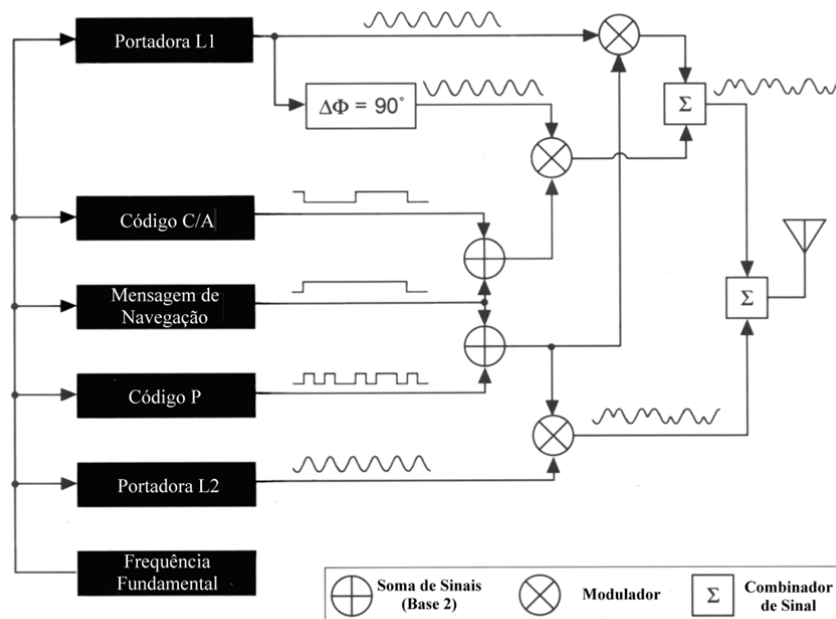 Portadora L1
ΔΦ = 90°
Σ
Código C/A
Mensagem de
Navegação
Σ
Código P
Portadora L2
Frequência
Fundamental
Soma de Sinais
(Base 2)
Modulador
Σ
Combinador
de Sinal